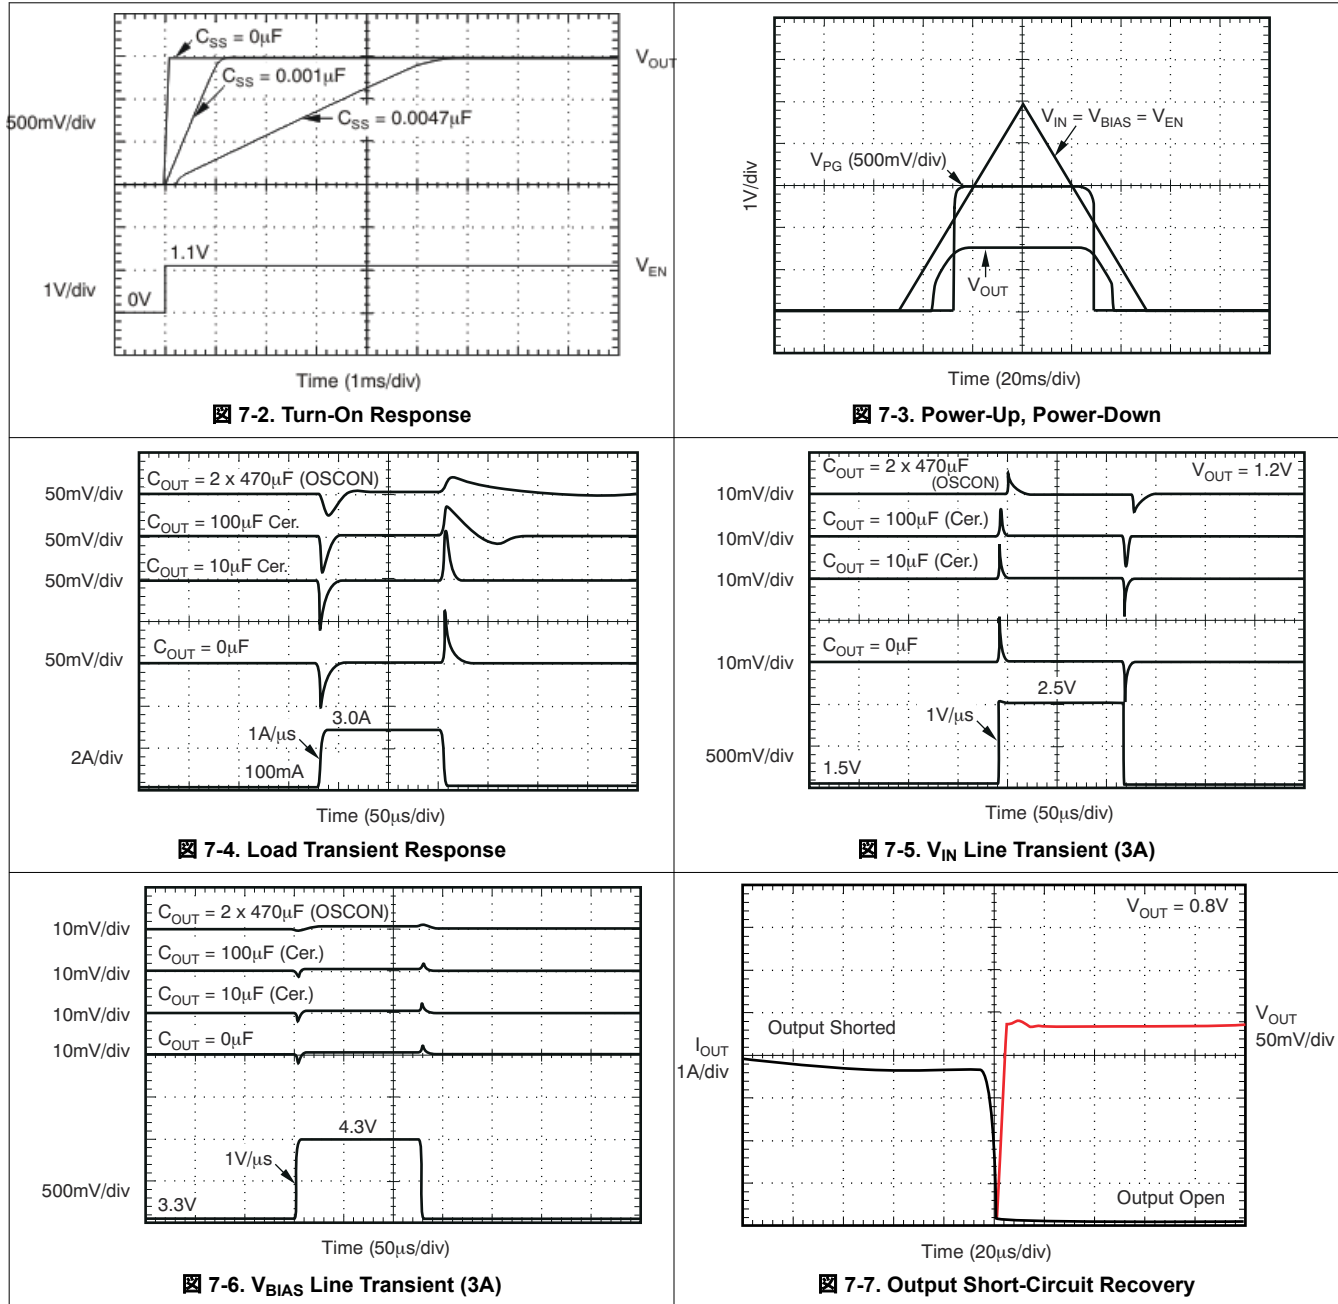 C_SS = 0μF
C_SS = 0.001μF
C_SS = 0.0047μF
V_OUT
500mV/div
1.1V
V_EN
1V/div
0V
Time (1ms/div)
図 7-2. Turn-On Response
V_IN = V_BIAS = V_EN
V_PG (500mV/div)
1V/div
V_OUT
Time (20ms/div)
図 7-3. Power-Up, Power-Down
C_OUT = 2 x 470μF (OSCON)
50mV/div
C_OUT = 100μF Cer.
50mV/div
C_OUT = 10μF Cer.
50mV/div
C_OUT = 0μF
50mV/div
3.0A
1A/μs
2A/div
100mA
Time (50μs/div)
図 7-4. Load Transient Response
C_OUT = 2 x 470μF
(OSCON)
V_OUT = 1.2V
10mV/div
C_OUT = 100μF (Cer.)
10mV/div
C_OUT = 10μF (Cer.)
10mV/div
C_OUT = 0μF
10mV/div
2.5V
1V/μs
500mV/div
1.5V
Time (50μs/div)
図 7-5. V_IN Line Transient (3A)
C_OUT = 2 x 470μF (OSCON)
10mV/div
C_OUT = 100μF (Cer.)
10mV/div
C_OUT = 10μF (Cer.)
10mV/div
C_OUT = 0μF
10mV/div
4.3V
1V/μs
500mV/div
3.3V
Time (50μs/div)
図 7-6. V_BIAS Line Transient (3A)
V_OUT = 0.8V
Output Shorted
V_OUT
50mV/div
I_OUT
1A/div
Output Open
Time (20μs/div)
図 7-7. Output Short-Circuit Recovery